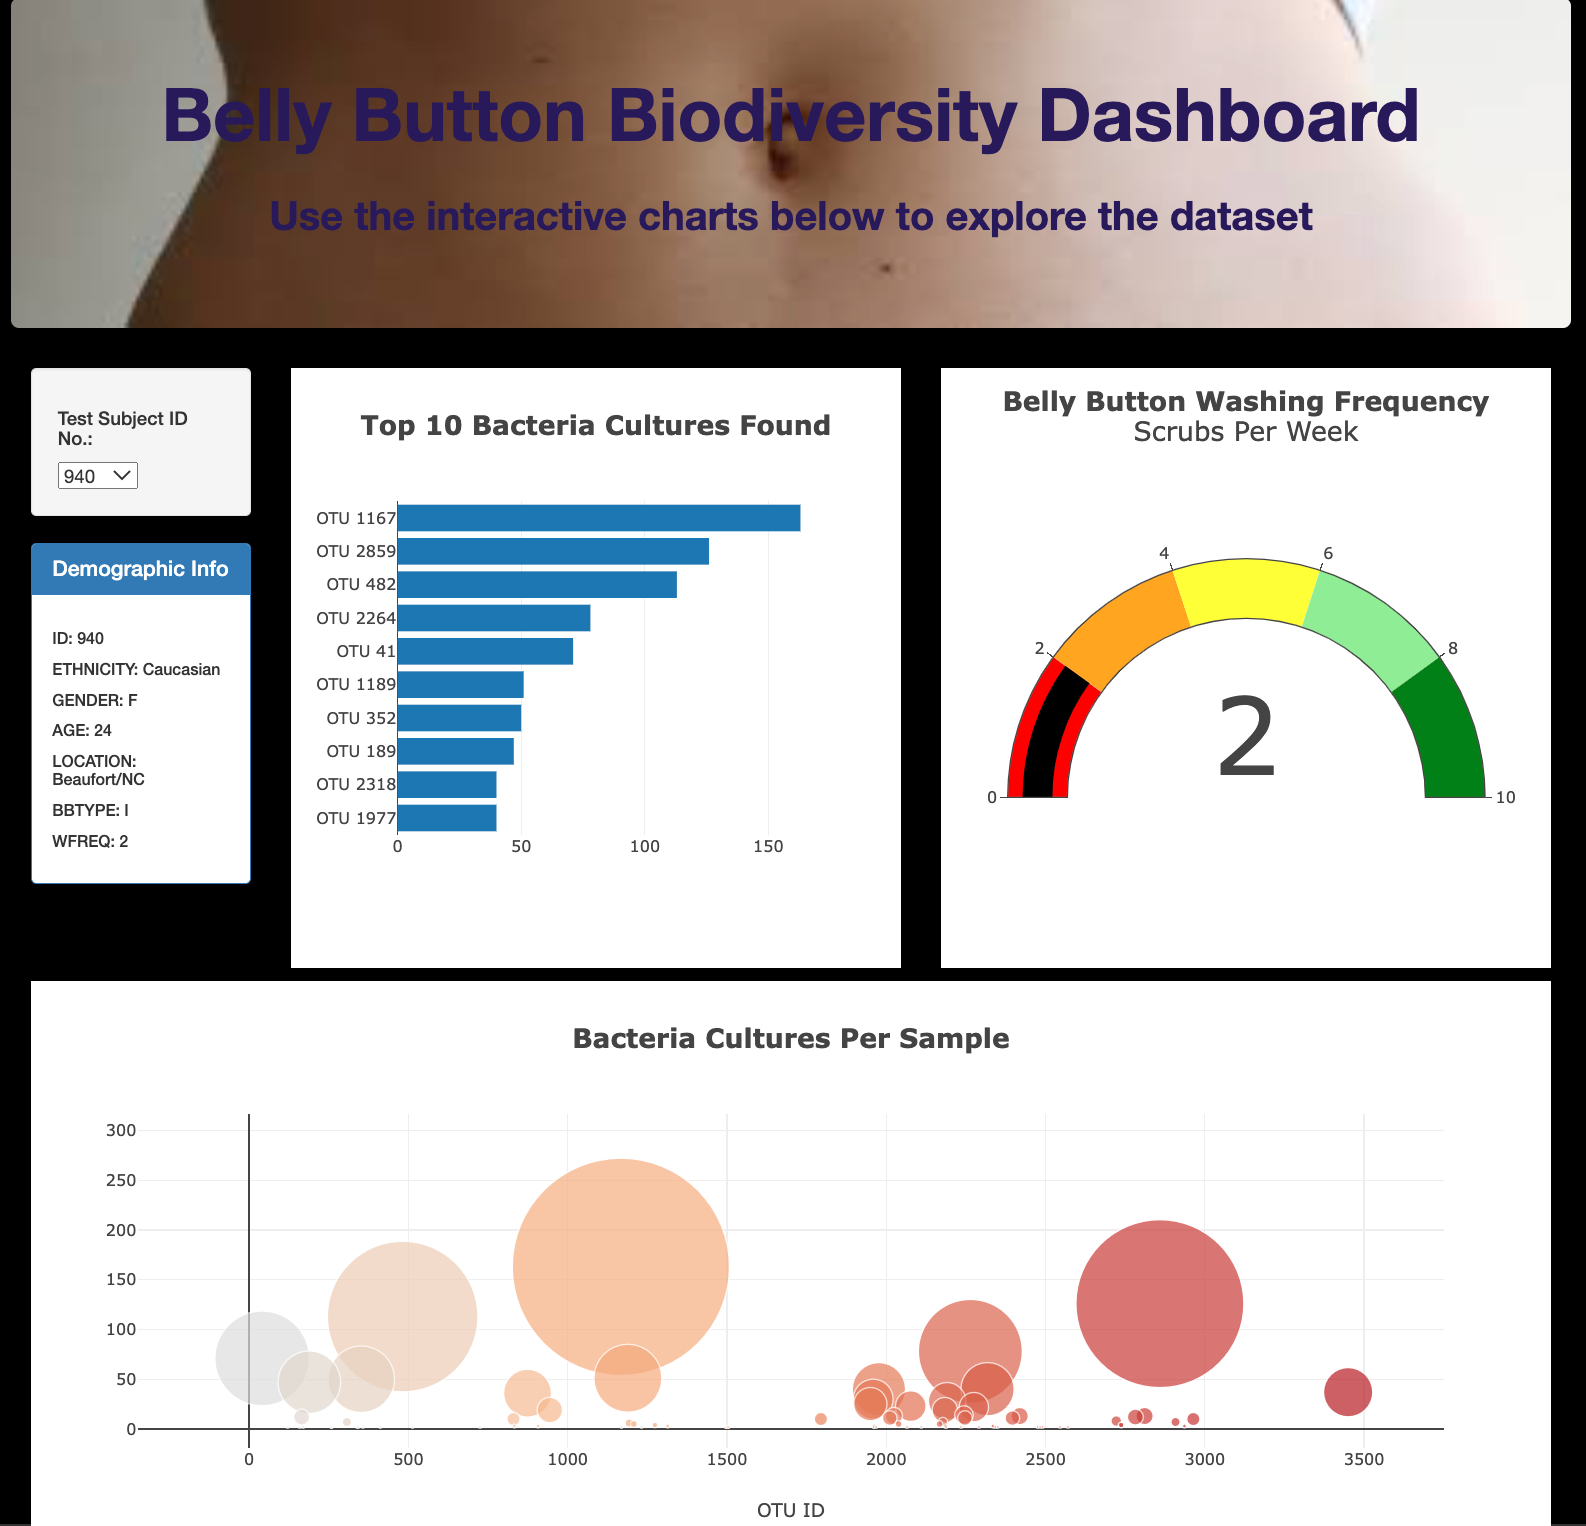 Belly Button Biodiversity Dashboard
Use the interactive charts below to explore the dataset
Test Subject ID
No.:
940
Demographic Info
ID: 940
ETHNICITY: Caucasian
GENDER: F
AGE: 24
LOCATION:
Beaufort/NC
BBTYPE: I
WFREQ: 2
Top 10 Bacteria Cultures Found
OTU 1167
OTU 2859
OTU 482
OTU 2264
OTU 41
OTU 1189
OTU 352
OTU 189
OTU 2318
OTU 1977
0 50 100 150
Belly Button Washing Frequency
Scrubs Per Week
4 6
2 8
2
0 10
Bacteria Cultures Per Sample
300
250
200
150
100
50
0
0 500 1000 1500 2000 2500 3000 3500
OTU ID